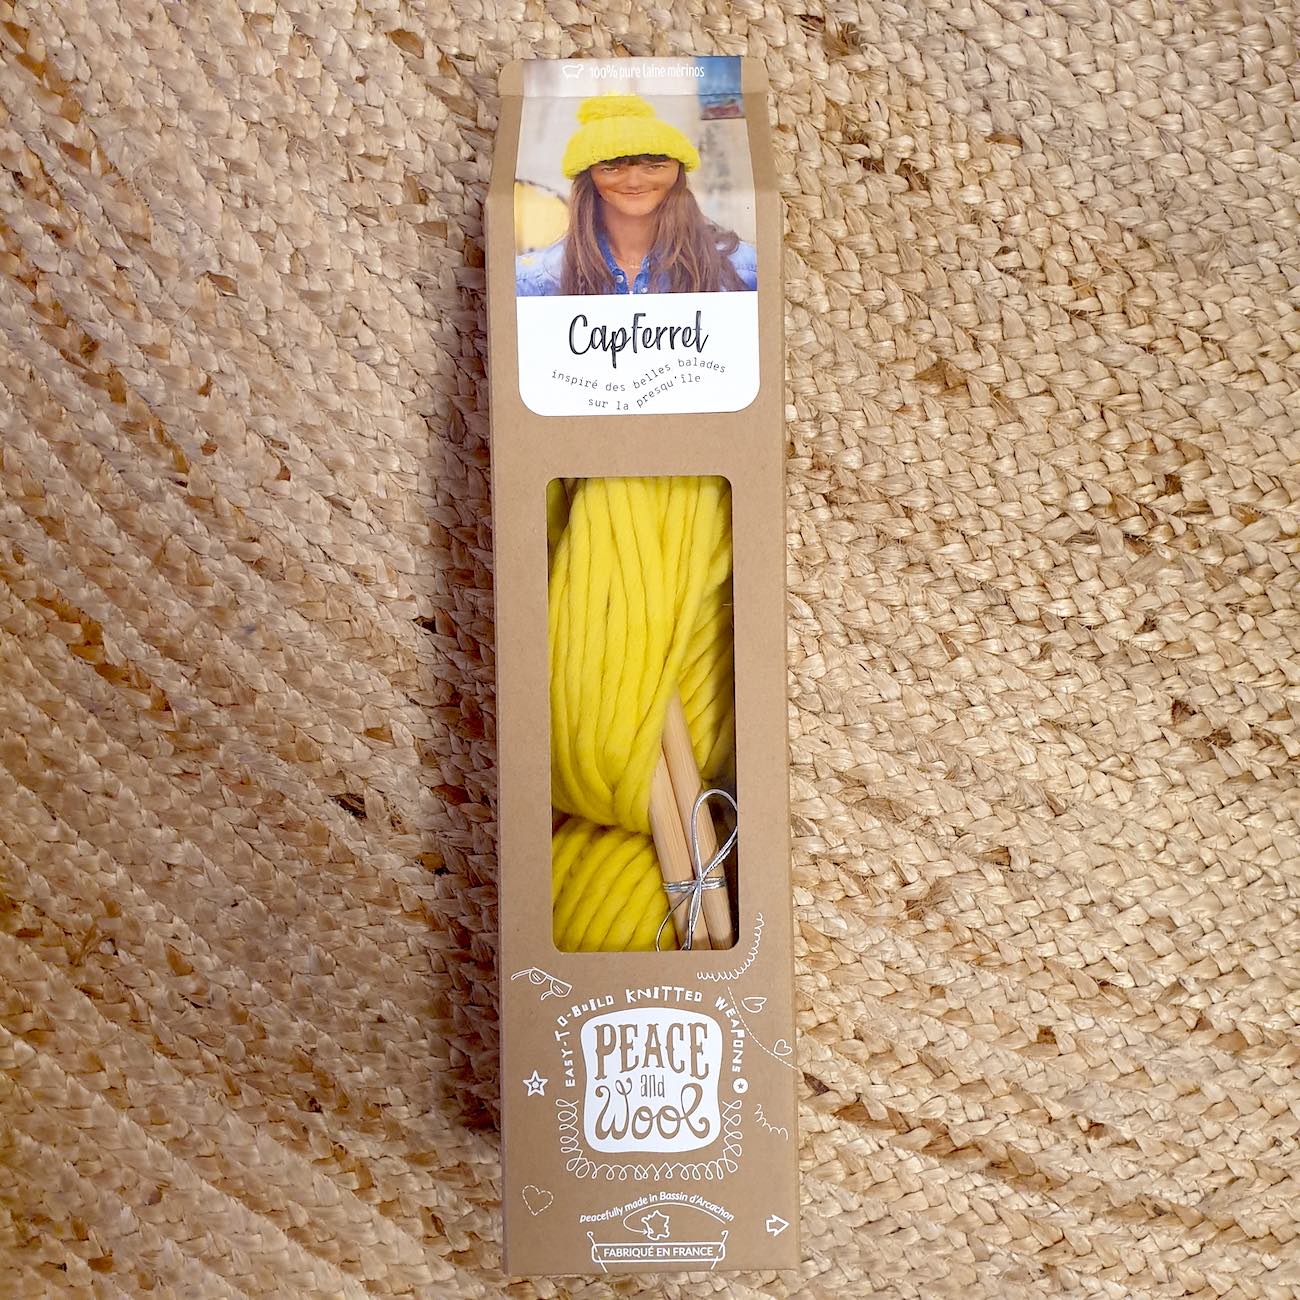 100% pure laine mérinos
CapFerret
inspiré des belles balades
sur la presqu'île
EASY-TO-BUILD KNITTED WEAPONS
PEACE
and
Wool
Peacefully made in Bassin d'Arcachon
FABRIQUÉ EN FRANCE